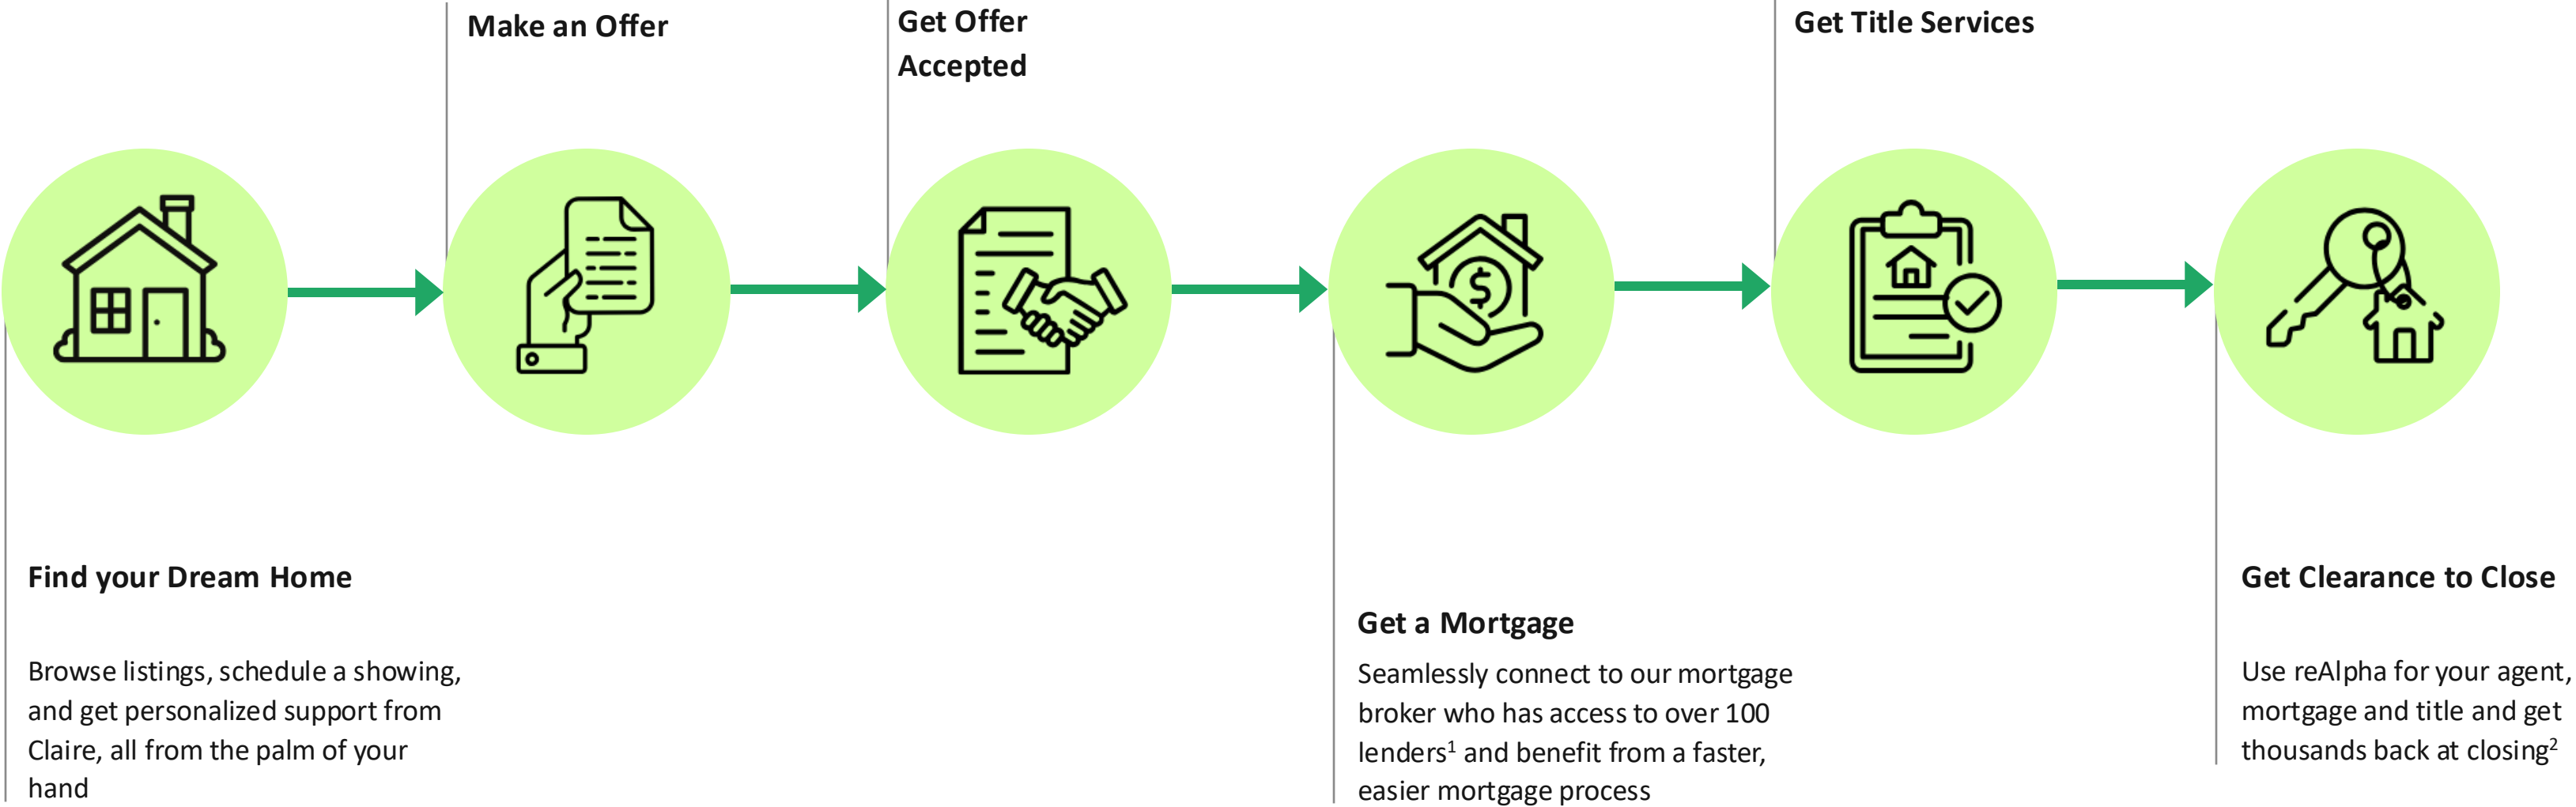 Make an Offer
Get Offer
Accepted
Get Title Services
Find your Dream Home
Browse listings, schedule a showing,
and get personalized support from
Claire, all from the palm of your
hand
Get a Mortgage
Seamlessly connect to our mortgage
broker who has access to over 100
lenders¹ and benefit from a faster,
easier mortgage process
Get Clearance to Close
Use reAlpha for your agent,
mortgage and title and get
thousands back at closing²